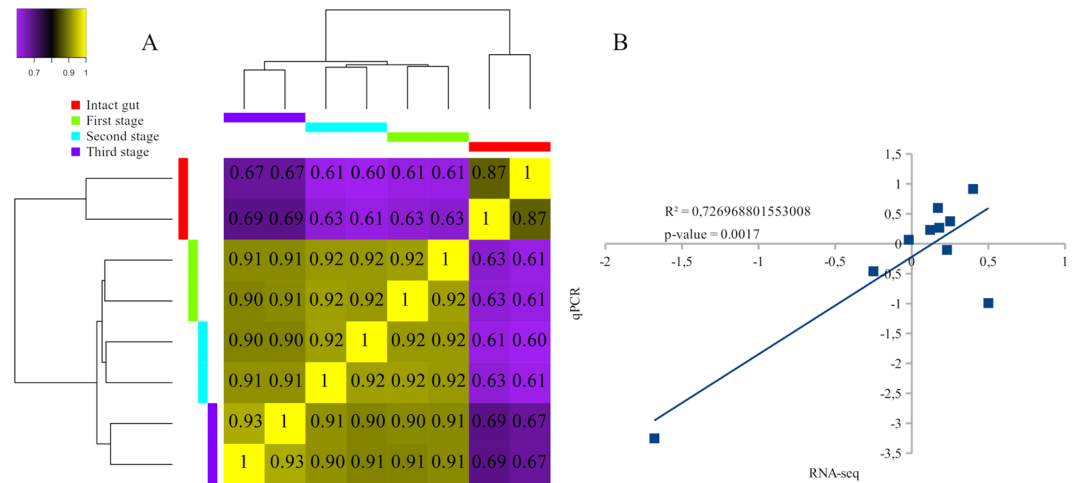 A
B
0.7 0.9 1
Intact gut
First stage
Second stage
Third stage
0.67 0.67 0.61 0.60 0.61 0.61 0.87 1
0.69 0.69 0.63 0.61 0.63 0.63 1 0.87
0.91 0.91 0.92 0.92 0.92 1 0.63 0.61
0.90 0.91 0.92 0.92 1 0.92 0.63 0.61
0.90 0.90 0.92 1 0.92 0.92 0.61 0.60
0.91 0.91 1 0.92 0.92 0.92 0.63 0.61
0.93 1 0.91 0.90 0.90 0.91 0.69 0.67
1 0.93 0.90 0.91 0.91 0.91 0.69 0.67
R² = 0,726968801553008
p-value = 0.0017
1,5
1
0,5
0
-0,5
-1
-1,5
-2
-2,5
-3
-3,5
-2 -1,5 -1 -0,5 0 0,5 1
qPCR
RNA-seq